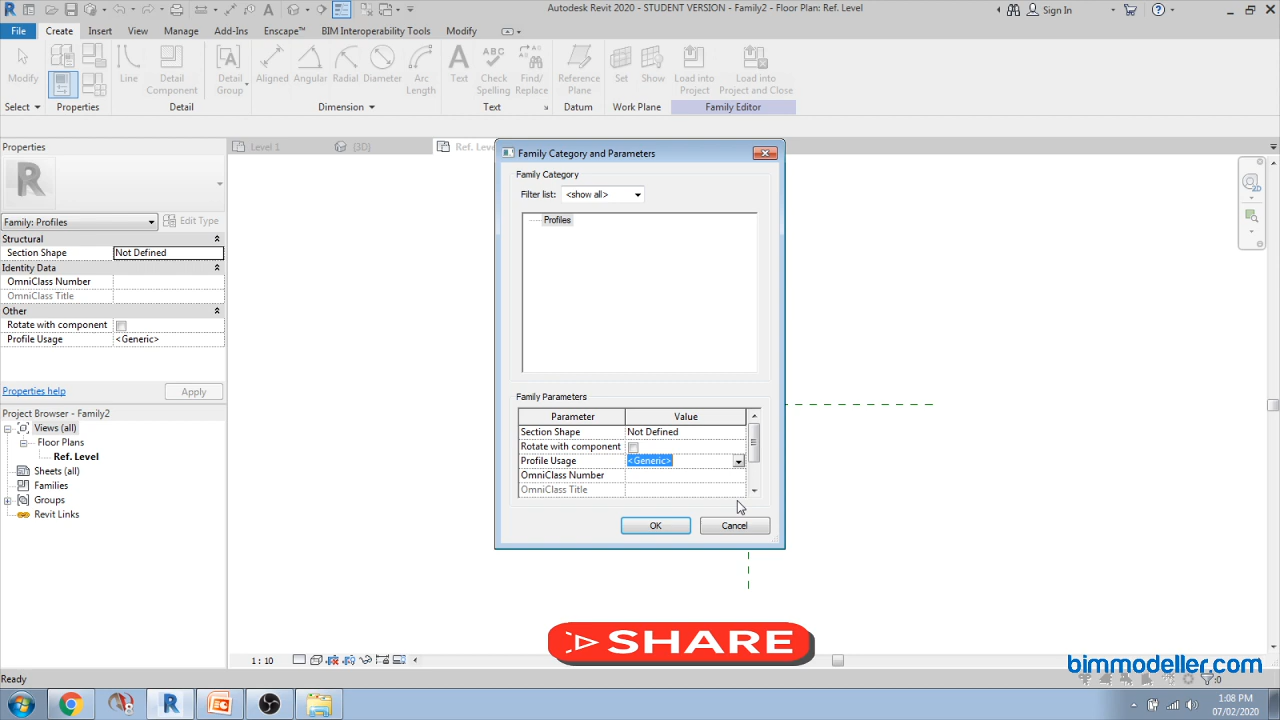 Autodesk Revit 2020 - STUDENT VERSION - Family2 - Floor Plan: Ref. Level
Sign In
File Create Insert View Manage Add-Ins Enscape™ BIM Interoperability Tools Modify
Modify
Line
Detail Component
Detail Group
Aligned
Angular
Radial
Diameter
Arc Length
Text
Check Spelling
Find/ Replace
Reference Plane
Set
Show
Load into Project
Load into Project and Close
Select Properties Detail Dimension Text Datum Work Plane Family Editor
Properties
Level 1
{3D}
Ref. Leve
R
Family: Profiles
Edit Type
Structural
Section Shape Not Defined
Identity Data
OmniClass Number
OmniClass Title
Other
Rotate with component
Profile Usage <Generic>
Properties help
Apply
Project Browser - Family2
Views (all)
Floor Plans
Ref. Level
Sheets (all)
Families
Groups
Revit Links
Family Category and Parameters
Family Category
Filter list: <show all>
Profiles
Family Parameters
Parameter Value
Section Shape Not Defined
Rotate with component
Profile Usage <Generic>
OmniClass Number
OmniClass Title
OK
Cancel
2D
SHARE
1 : 10
bimmodeller.com
Ready
:0
1:08 PM
07/02/2020